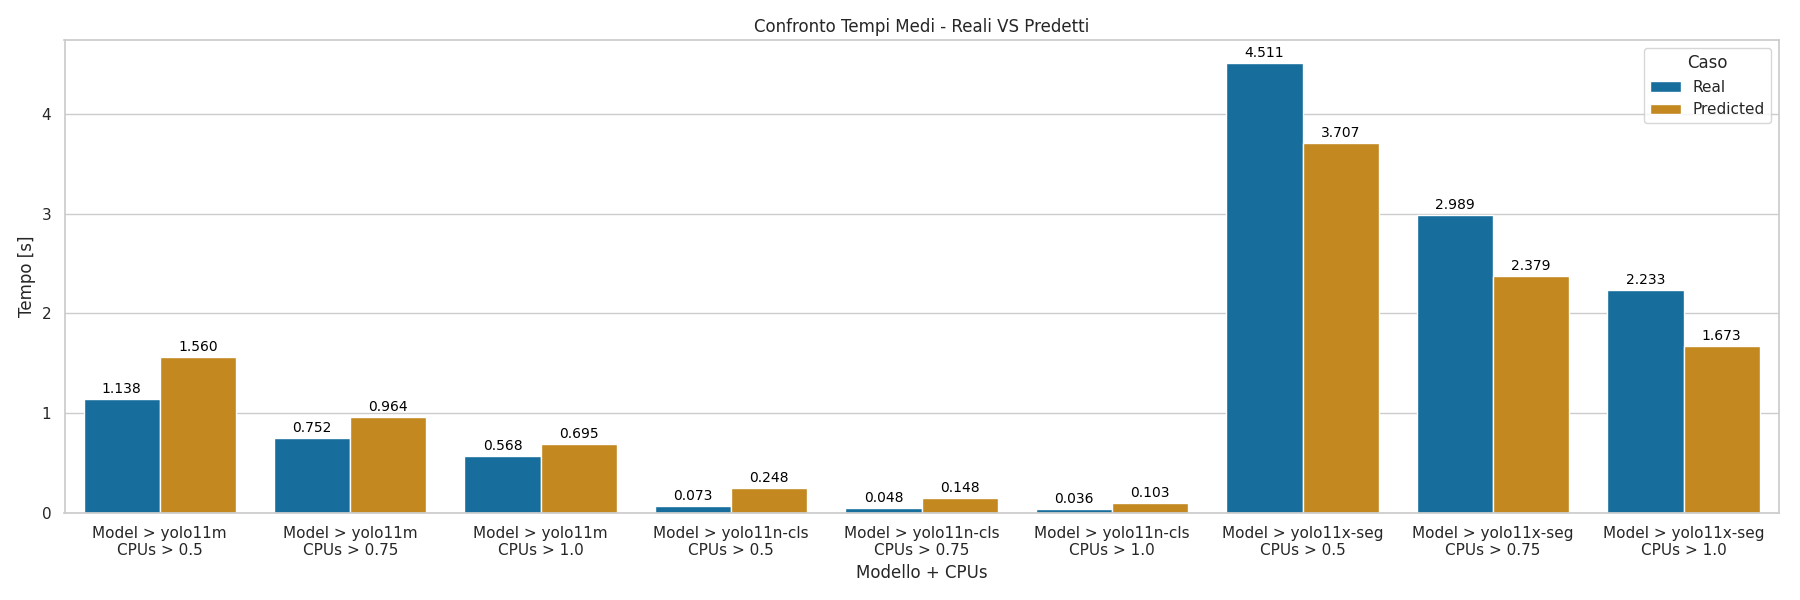 Confronto Tempi Medi - Reali VS Predetti
Caso
Real
Predicted
Tempo [s]
4
3
2
1
0
1.138
1.560
0.752
0.964
0.568
0.695
0.073
0.248
0.048
0.148
0.036
0.103
4.511
3.707
2.989
2.379
2.233
1.673
Model > yolo11m
CPUs > 0.5
Model > yolo11m
CPUs > 0.75
Model > yolo11m
CPUs > 1.0
Model > yolo11n-cls
CPUs > 0.5
Model > yolo11n-cls
CPUs > 0.75
Model > yolo11n-cls
CPUs > 1.0
Model > yolo11x-seg
CPUs > 0.5
Model > yolo11x-seg
CPUs > 0.75
Model > yolo11x-seg
CPUs > 1.0
Modello + CPUs